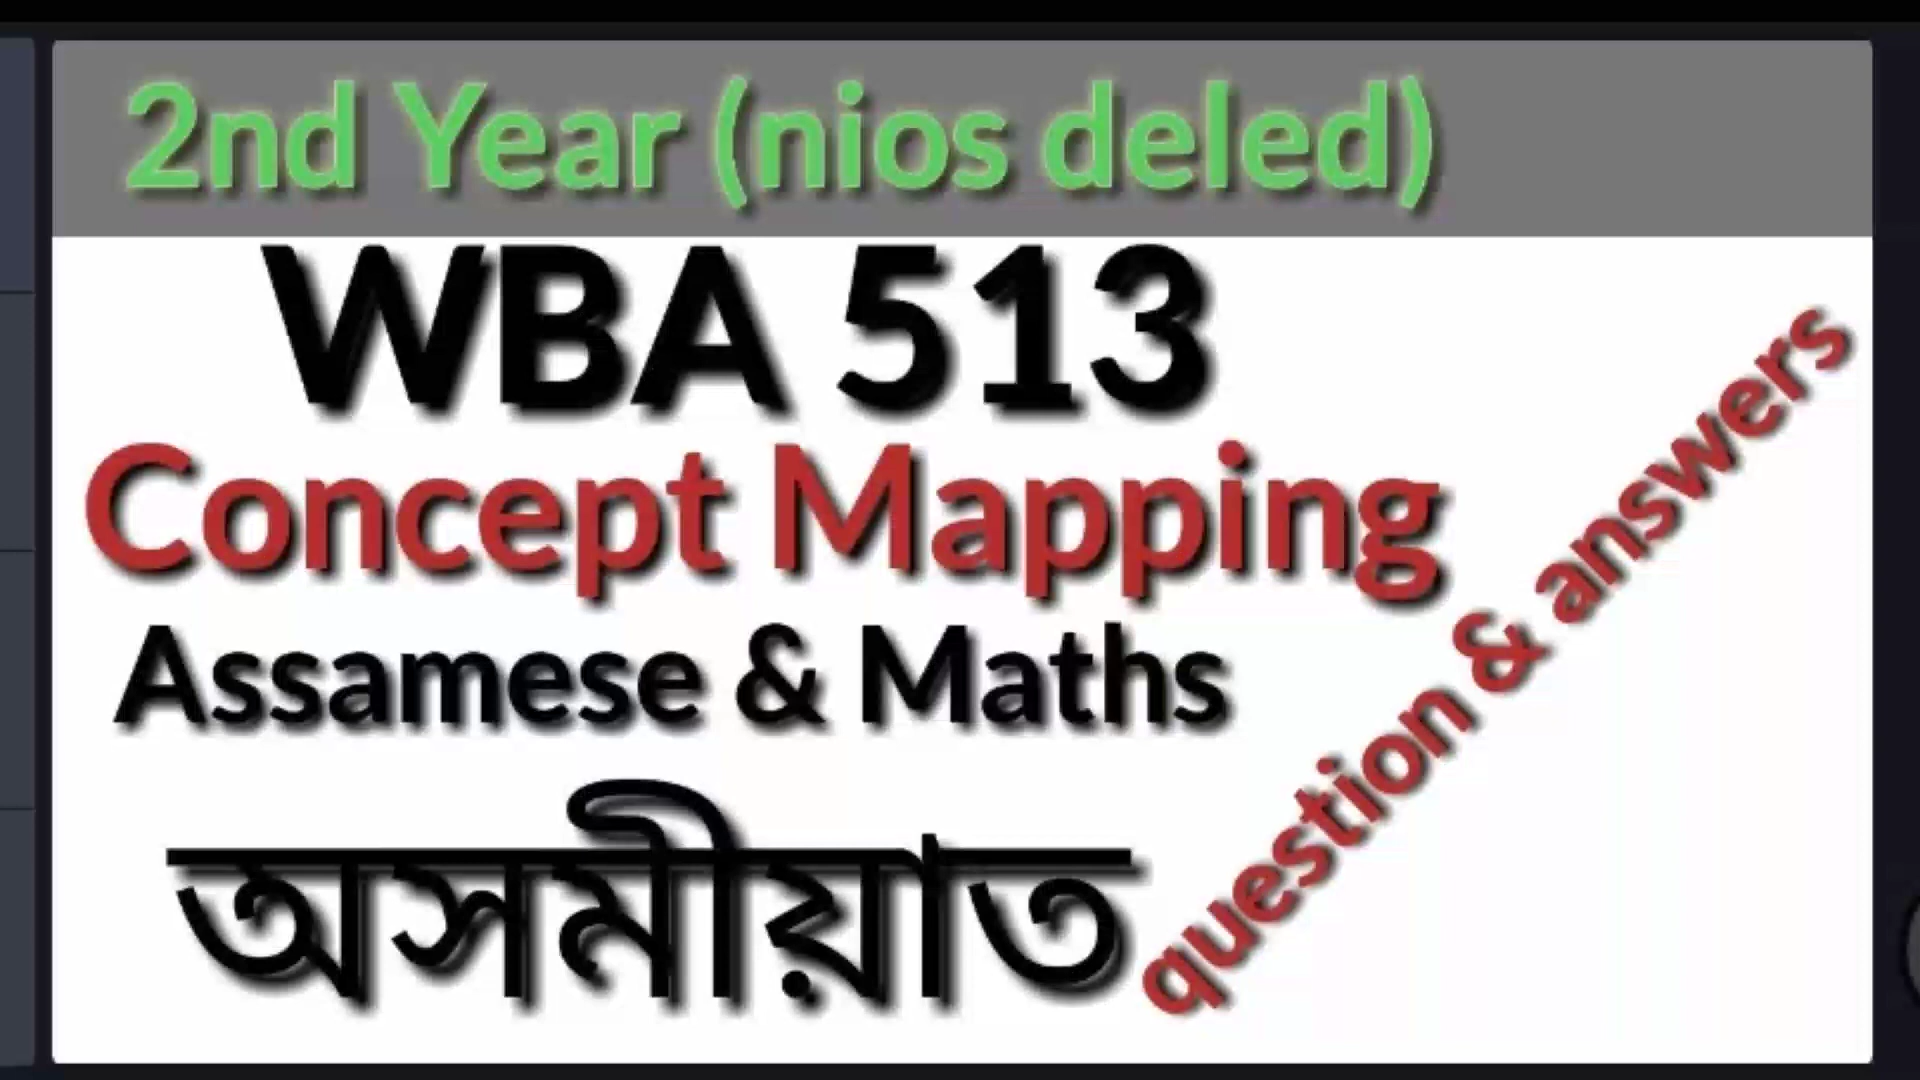 2nd Year (nios deled)
WBA 513
Concept Mapping
Assamese & Maths
অসমীয়াত
question & answers